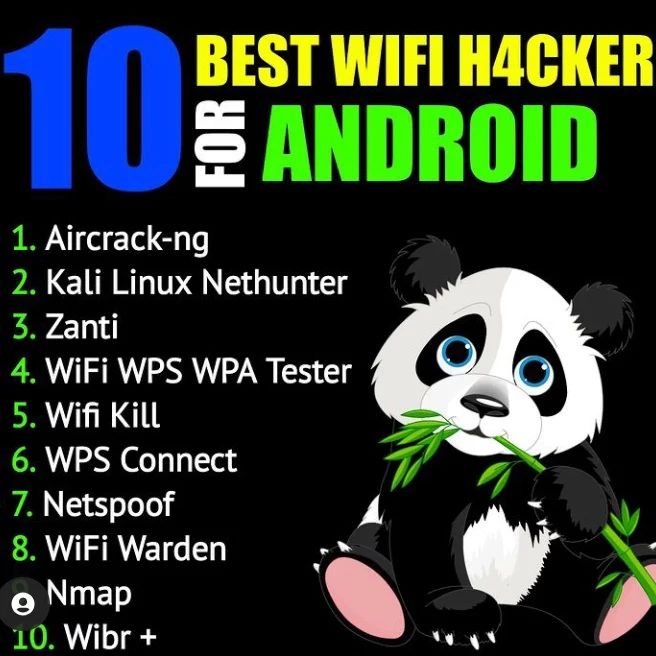 10 BEST WIFI H4CKER
FOR ANDROID
1. Aircrack-ng
2. Kali Linux Nethunter
3. Zanti
4. WiFi WPS WPA Tester
5. Wifi Kill
6. WPS Connect
7. Netspoof
8. WiFi Warden
9. Nmap
10. Wibr +